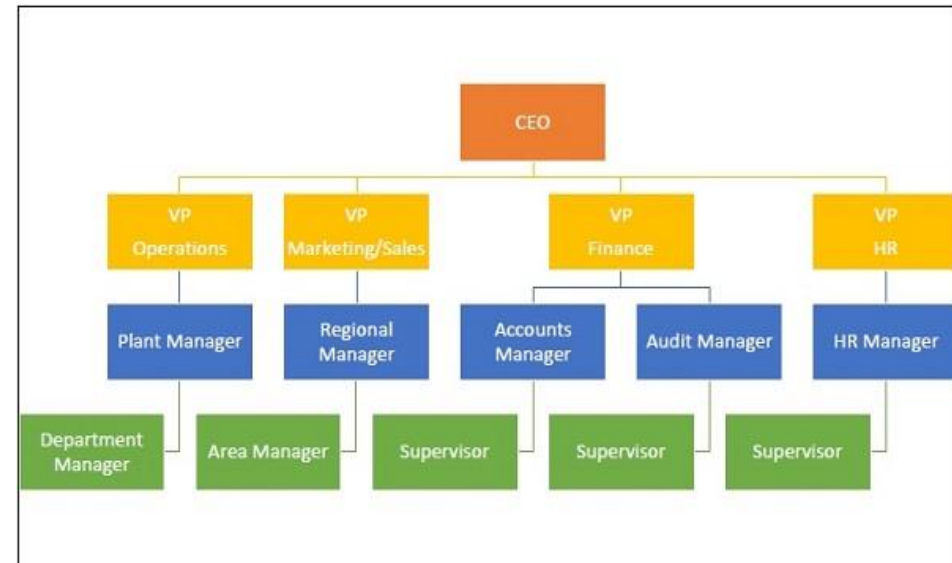 CEO
VP
Operations
VP
Marketing/Sales
VP
Finance
VP
HR
Plant Manager
Regional
Manager
Accounts
Manager
Audit Manager
HR Manager
Department
Manager
Area Manager
Supervisor
Supervisor
Supervisor